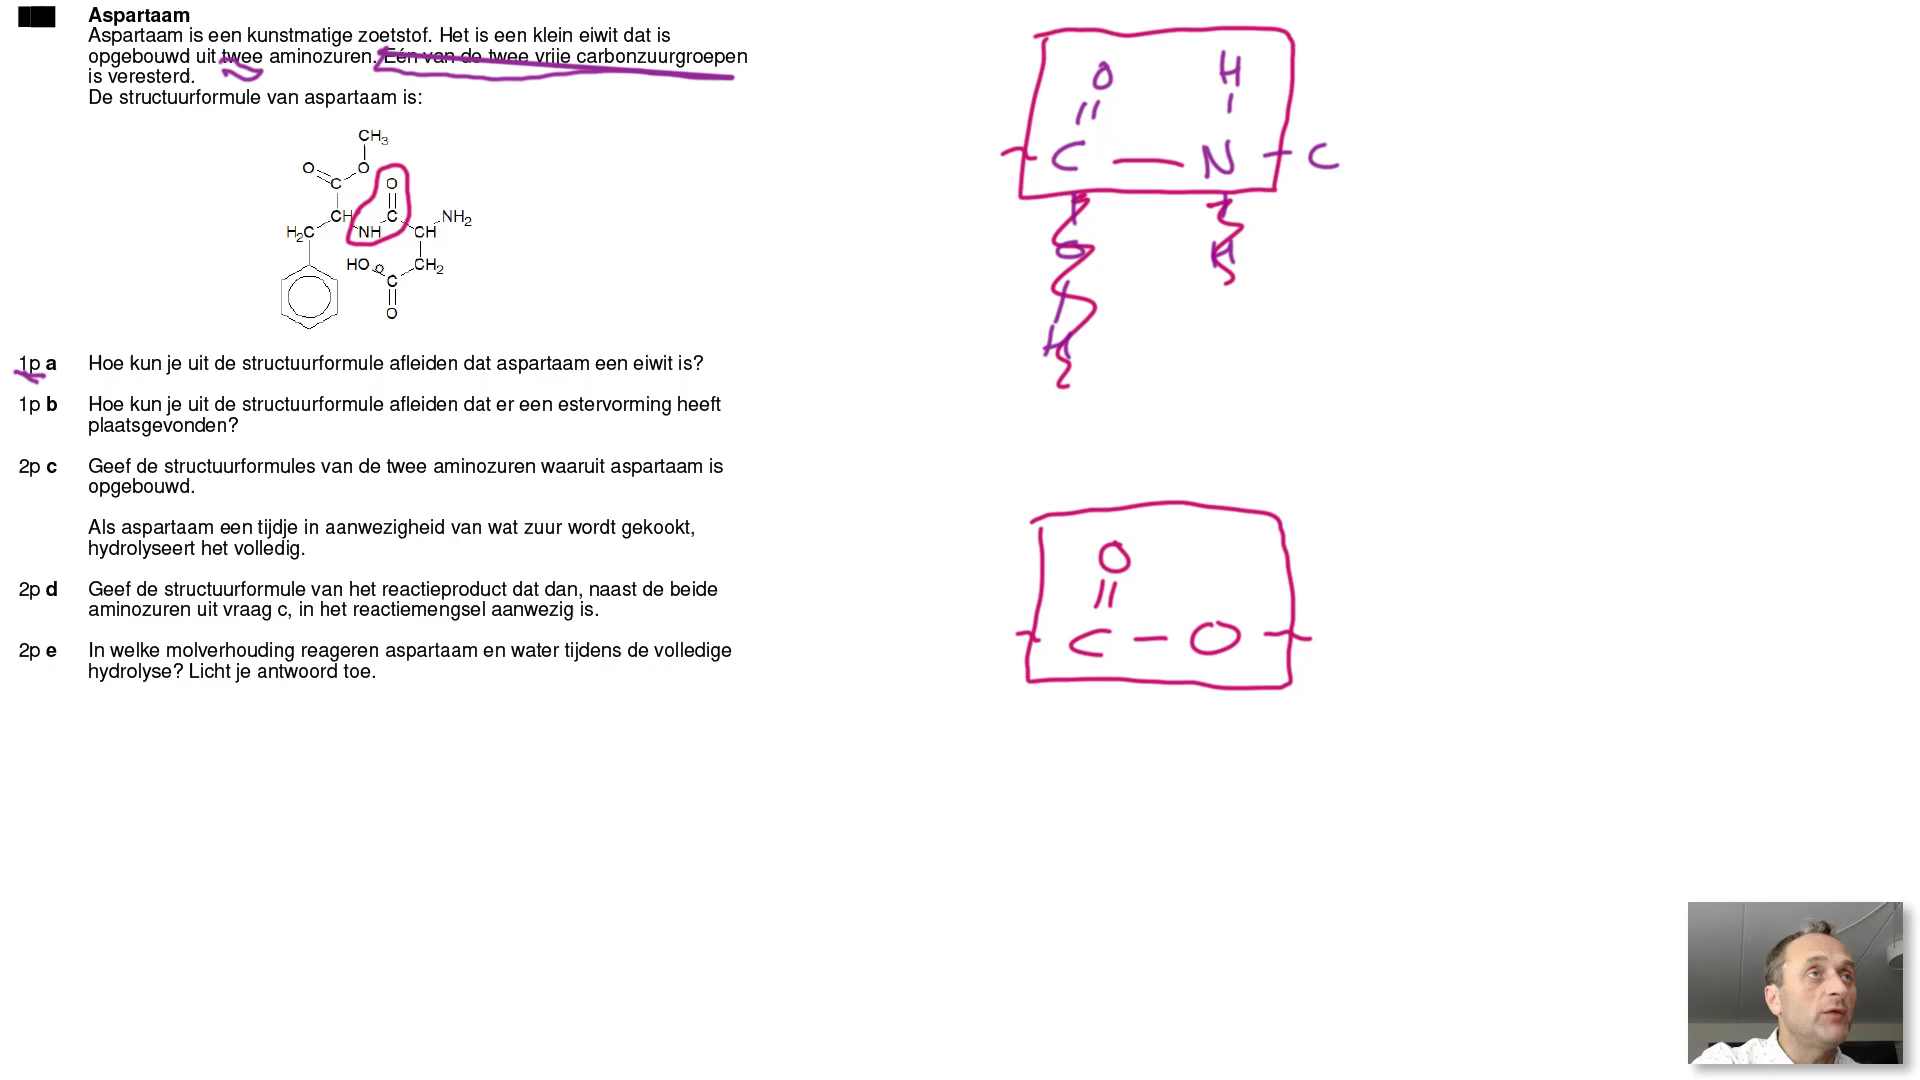 Aspartaam
Aspartaam is een kunstmatige zoetstof. Het is een klein eiwit dat is
opgebouwd uit twee aminozuren. Eén van de twee vrije carbonzuurgroepen
is veresterd.
De structuurformule van aspartaam is:
CH3
O O O
C
CH C NH2
H2C NH CH
HO CH2
C
O
1p a Hoe kun je uit de structuurformule afleiden dat aspartaam een eiwit is?
1p b Hoe kun je uit de structuurformule afleiden dat er een estervorming heeft
plaatsgevonden?
2p c Geef de structuurformules van de twee aminozuren waaruit aspartaam is
opgebouwd.
Als aspartaam een tijdje in aanwezigheid van wat zuur wordt gekookt,
hydrolyseert het volledig.
2p d Geef de structuurformule van het reactieproduct dat dan, naast de beide
aminozuren uit vraag c, in het reactiemengsel aanwezig is.
2p e In welke molverhouding reageren aspartaam en water tijdens de volledige
hydrolyse? Licht je antwoord toe.
O H
C N C
O H
H
O
C O